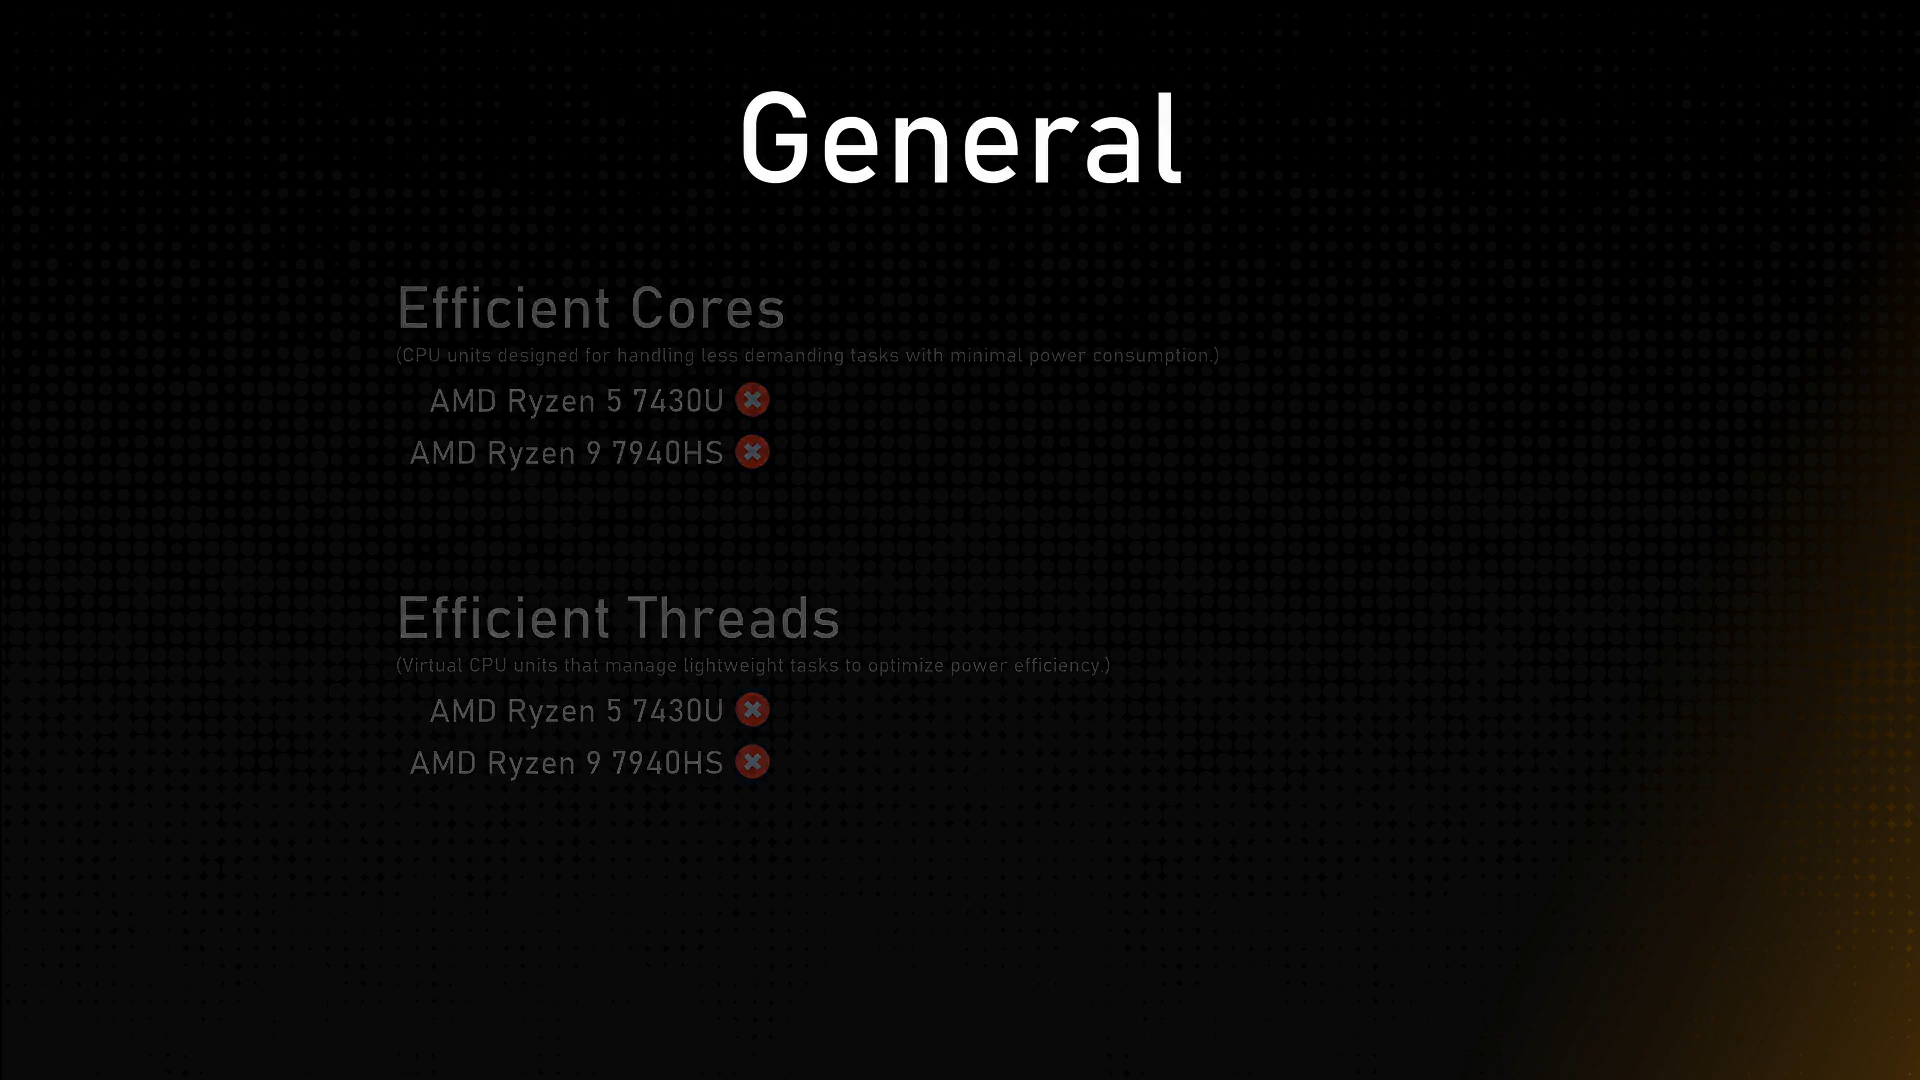 General
Efficient Cores
(CPU units designed for handling less demanding tasks with minimal power consumption.)
AMD Ryzen 5 7430U
AMD Ryzen 9 7940HS
Efficient Threads
(Virtual CPU units that manage lightweight tasks to optimize power efficiency.)
AMD Ryzen 5 7430U
AMD Ryzen 9 7940HS